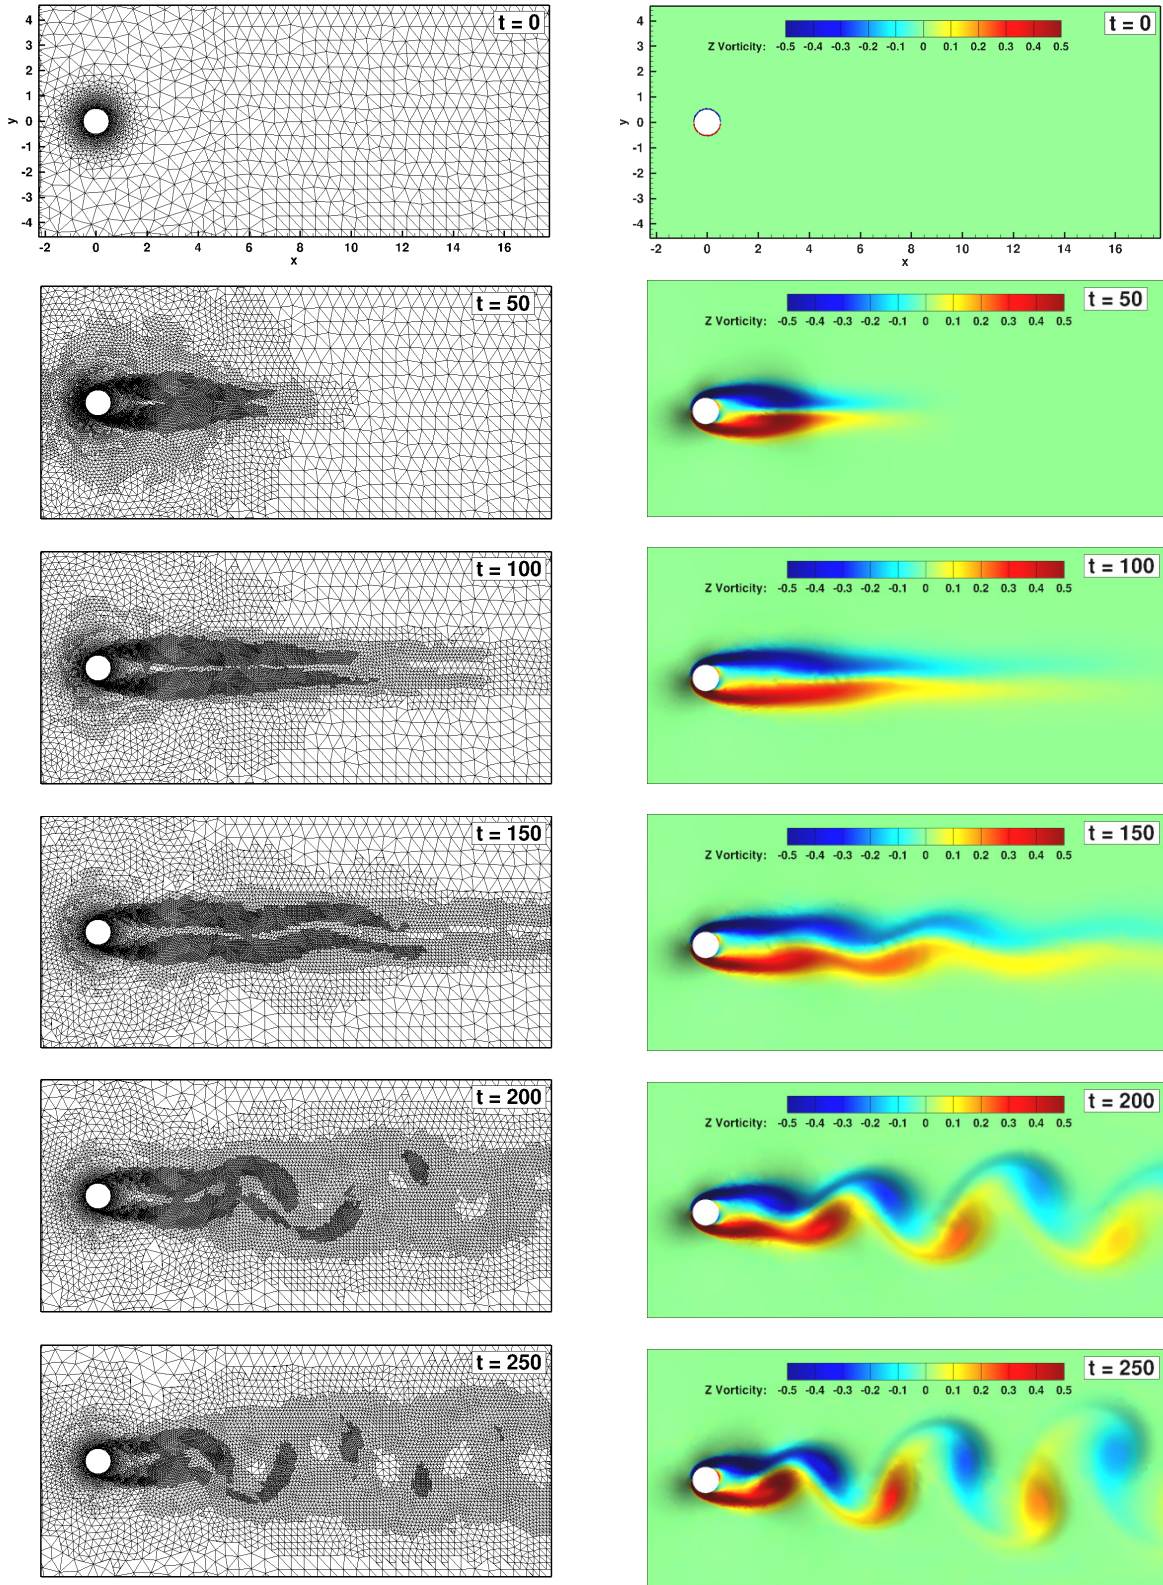 t = 0
4
3
2
1
0
-1
-2
-3
-4
y
-2 0 2 4 6 8 10 12 14 16
x
Z Vorticity: -0.5 -0.4 -0.3 -0.2 -0.1 0 0.1 0.2 0.3 0.4 0.5
t = 0
4
3
2
1
0
-1
-2
-3
-4
y
-2 0 2 4 6 8 10 12 14 16
x
t = 50
t = 50
Z Vorticity: -0.5 -0.4 -0.3 -0.2 -0.1 0 0.1 0.2 0.3 0.4 0.5
t = 100
t = 100
Z Vorticity: -0.5 -0.4 -0.3 -0.2 -0.1 0 0.1 0.2 0.3 0.4 0.5
t = 150
t = 150
Z Vorticity: -0.5 -0.4 -0.3 -0.2 -0.1 0 0.1 0.2 0.3 0.4 0.5
t = 200
t = 200
Z Vorticity: -0.5 -0.4 -0.3 -0.2 -0.1 0 0.1 0.2 0.3 0.4 0.5
t = 250
t = 250
Z Vorticity: -0.5 -0.4 -0.3 -0.2 -0.1 0 0.1 0.2 0.3 0.4 0.5